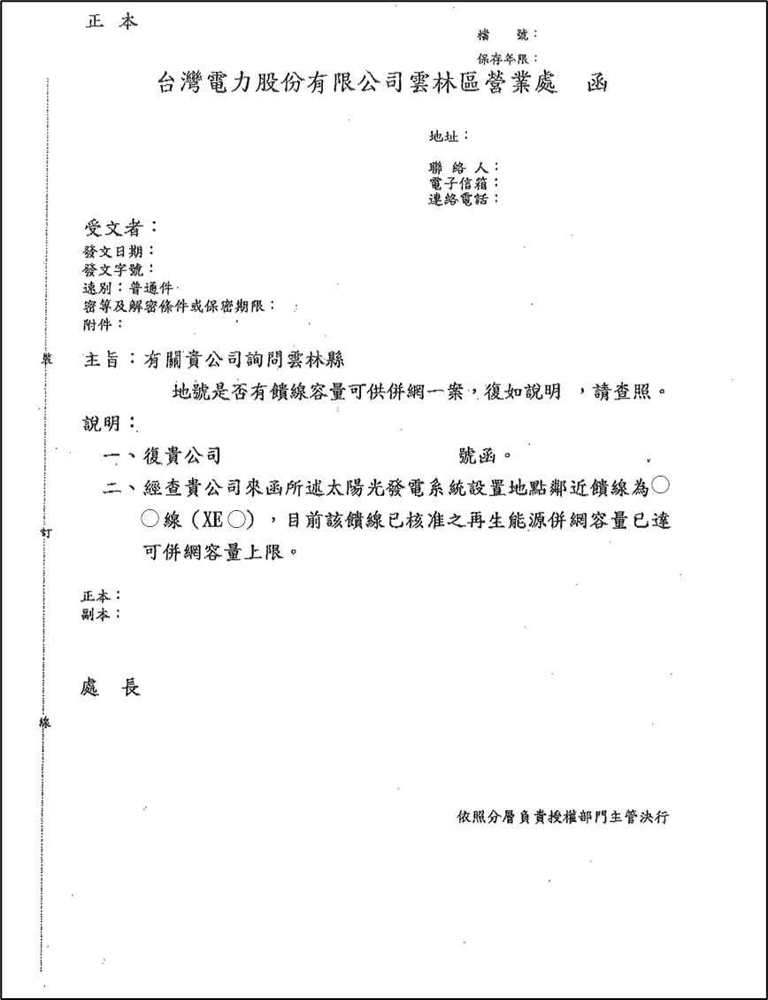 正 本
檔 號：
保存年限：
台灣電力股份有限公司雲林區營業處 函
地址：
聯 絡 人：
電子信箱：
連絡電話：
受文者：
發文日期：
發文字號：
速別：普通件
密等及解密條件或保密期限：
附件：
主旨：有關貴公司詢問雲林縣
地號是否有饋線容量可供併網一案，復如說明 ，請查照。
說明：
一、復貴公司 號函。
二、經查貴公司來函所述太陽光發電系統設置地點鄰近饋線為○
○線（XE○），目前該饋線已核准之再生能源併網容量已達
可併網容量上限。
正本：
副本：
處 長
依照分層負責授權部門主管決行
裝
訂
線